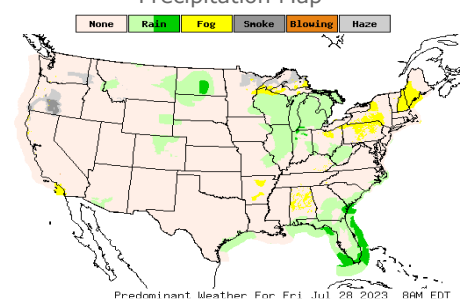 Precipitation Map
None Rain Fog Smoke Blowing Haze
Predominant Weather For Fri Jul 28 2023 8AM EDT